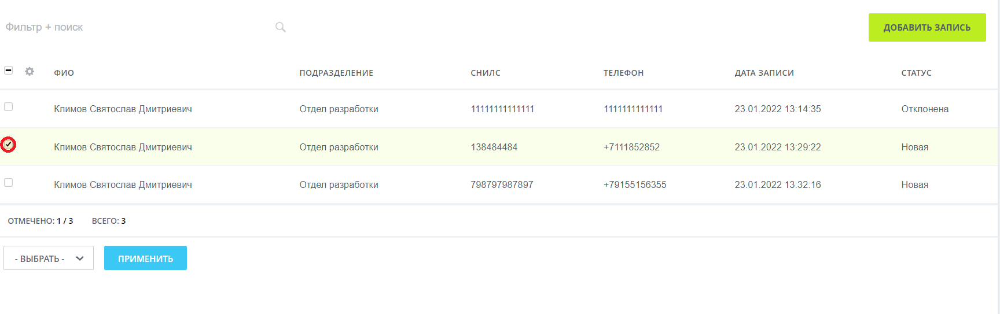 Фильтр + поиск
ДОБАВИТЬ ЗАПИСЬ
ФИО ПОДРАЗДЕЛЕНИЕ СНИЛС ТЕЛЕФОН ДАТА ЗАПИСИ СТАТУС
Климов Святослав Дмитриевич Отдел разработки 11111111111111 1111111111111 23.01.2022 13:14:35 Отклонена
Климов Святослав Дмитриевич Отдел разработки 138484484 +7111852852 23.01.2022 13:29:22 Новая
Климов Святослав Дмитриевич Отдел разработки 798797987897 +79155156355 23.01.2022 13:32:16 Новая
ОТМЕЧЕНО: 1 / 3 ВСЕГО: 3
- ВЫБРАТЬ - ПРИМЕНИТЬ